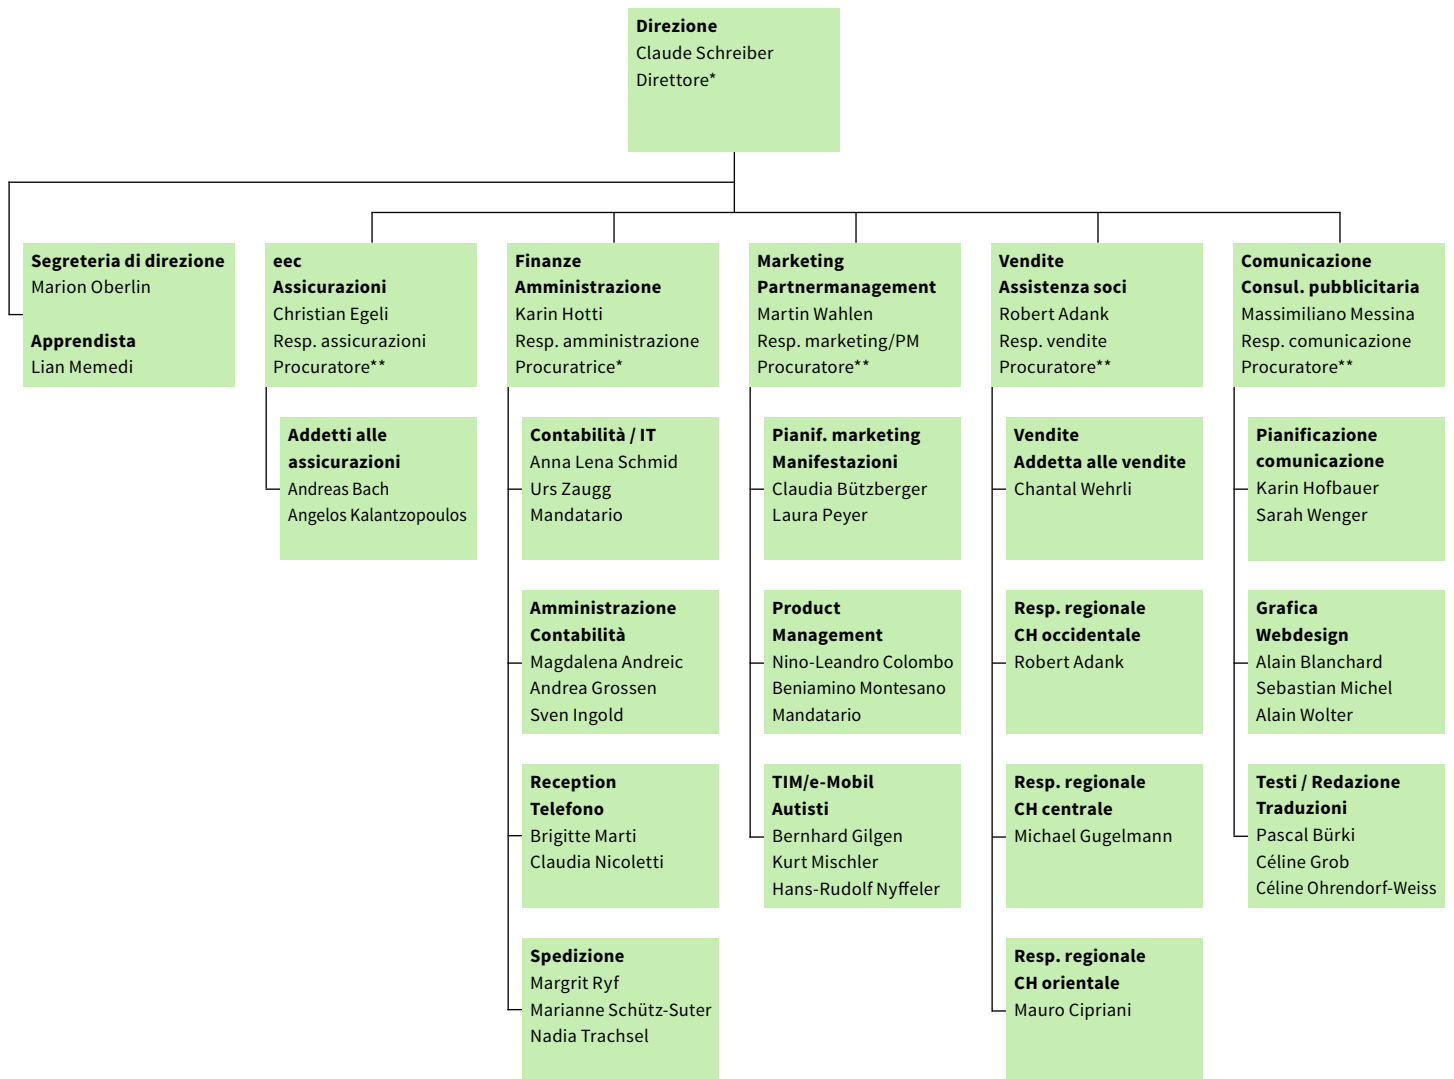 Direzione
Claude Schreiber
Direttore*
Segreteria di direzione
Marion Oberlin
Apprendista
Lian Memedi
eec
Assicurazioni
Christian Egeli
Resp. assicurazioni
Procuratore**
Addetti alle
assicurazioni
Andreas Bach
Angelos Kalantzopoulos
Finanze
Amministrazione
Karin Hotti
Resp. amministrazione
Procuratrice*
Contabilità / IT
Anna Lena Schmid
Urs Zaugg
Mandatario
Amministrazione
Contabilità
Magdalena Andreic
Andrea Grossen
Sven Ingold
Reception
Telefono
Brigitte Marti
Claudia Nicoletti
Spedizione
Margrit Ryf
Marianne Schütz-Suter
Nadia Trachsel
Marketing
Partnermanagement
Martin Wahlen
Resp. marketing/PM
Procuratore**
Pianif. marketing
Manifestazioni
Claudia Bützberger
Laura Peyer
Product
Management
Nino-Leandro Colombo
Beniamino Montesano
Mandatario
TIM/e-Mobil
Autisti
Bernhard Gilgen
Kurt Mischler
Hans-Rudolf Nyffeler
Vendite
Assistenza soci
Robert Adank
Resp. vendite
Procuratore**
Vendite
Addetta alle vendite
Chantal Wehrli
Resp. regionale
CH occidentale
Robert Adank
Resp. regionale
CH centrale
Michael Gugelmann
Resp. regionale
CH orientale
Mauro Cipriani
Comunicazione
Consul. pubblicitaria
Massimiliano Messina
Resp. comunicazione
Procuratore**
Pianificazione
comunicazione
Karin Hofbauer
Sarah Wenger
Grafica
Webdesign
Alain Blanchard
Sebastian Michel
Alain Wolter
Testi / Redazione
Traduzioni
Pascal Bürki
Céline Grob
Céline Ohrendorf-Weiss